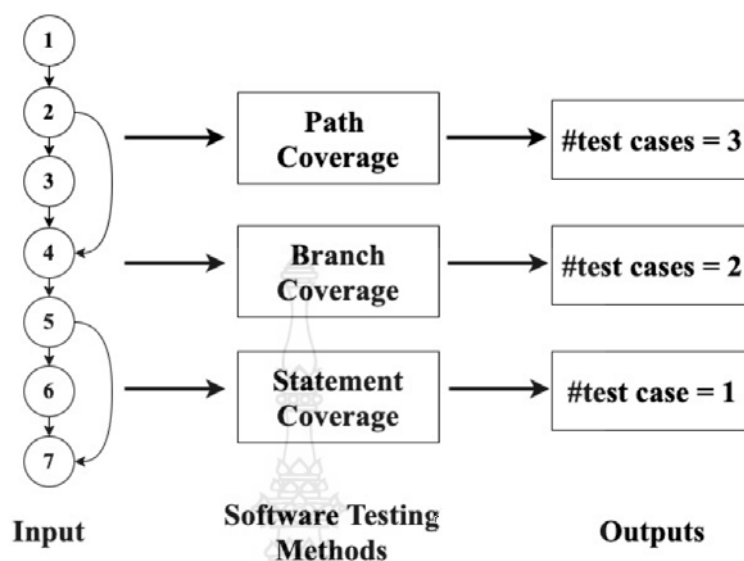 1
2
3
4
5
6
7
Path
Coverage
#test cases = 3
Branch
Coverage
#test cases = 2
Statement
Coverage
#test case = 1
Input
Software Testing
Methods
Outputs